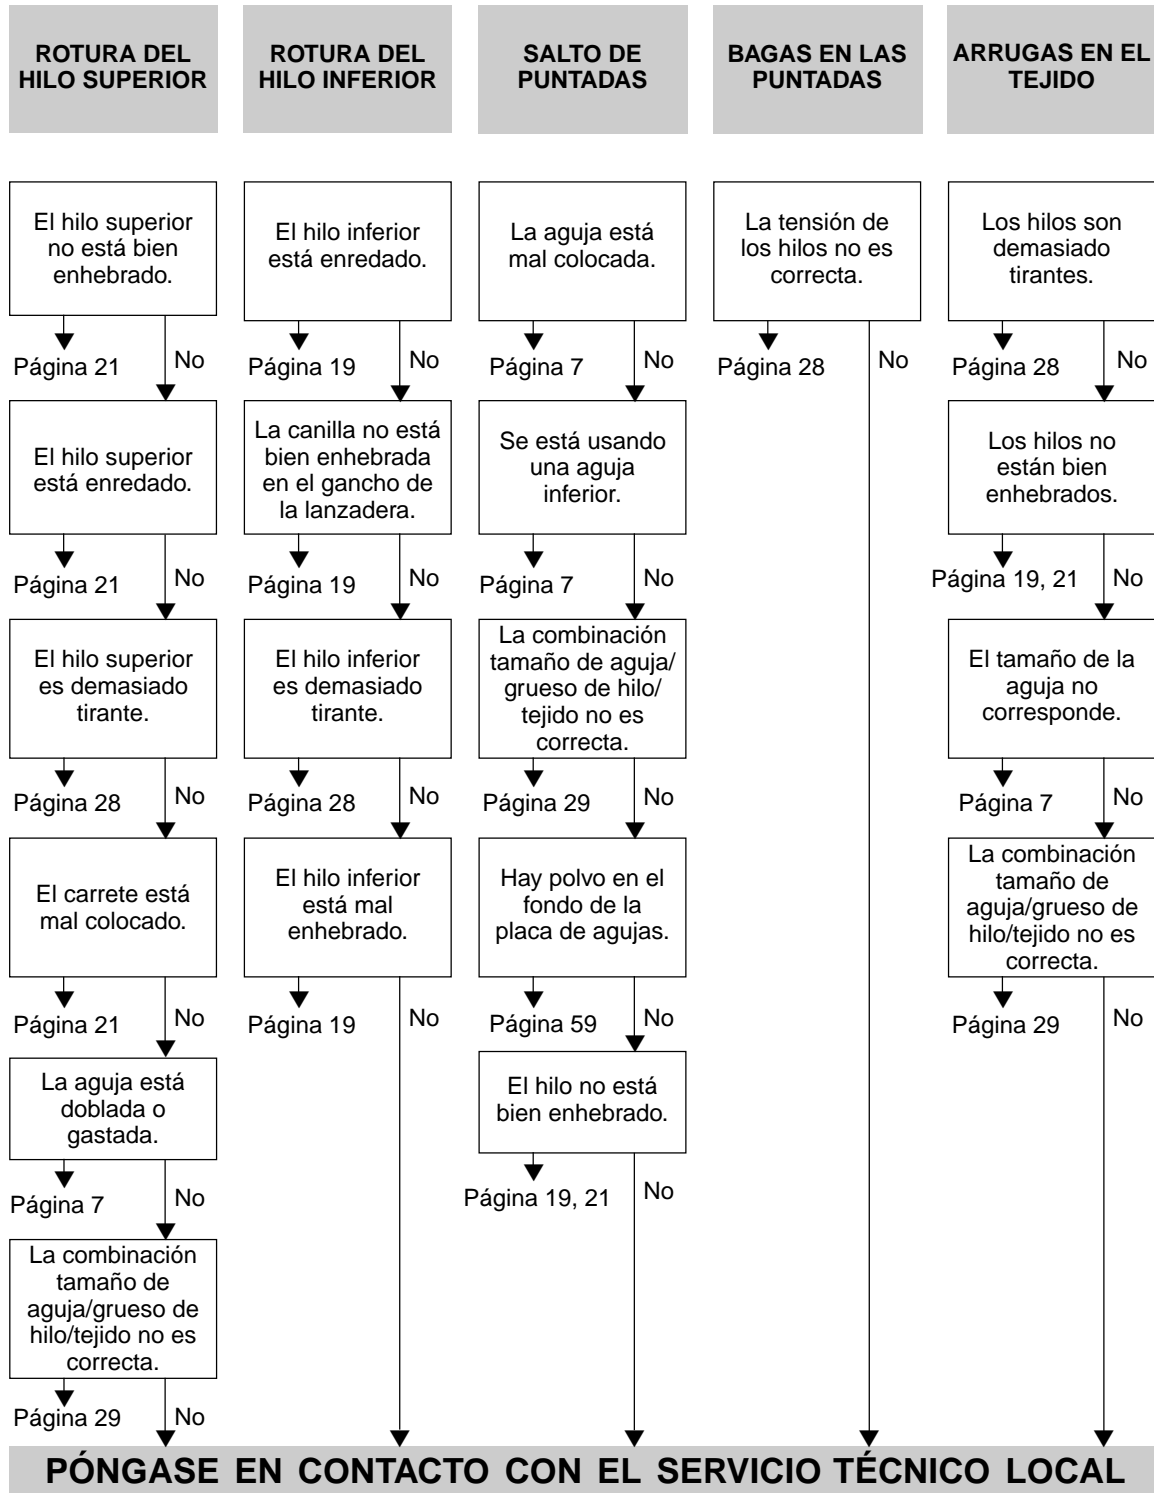 ROTURA DEL
HILO SUPERIOR
El hilo superior
no está bien
enhebrado.
Página 21
No
El hilo superior
está enredado.
Página 21
No
El hilo superior
es demasiado
tirante.
Página 28
No
El carrete está
mal colocado.
Página 21
No
La aguja está
doblada o
gastada.
Página 7
No
La combinación
tamaño de
aguja/grueso de
hilo/tejido no es
correcta.
Página 29
No
ROTURA DEL
HILO INFERIOR
El hilo inferior
está enredado.
Página 19
No
La canilla no está
bien enhebrada
en el gancho de
la lanzadera.
Página 19
No
El hilo inferior
es demasiado
tirante.
Página 28
No
El hilo inferior
está mal
enhebrado.
Página 19
No
SALTO DE
PUNTADAS
La aguja está
mal colocada.
Página 7
No
Se está usando
una aguja
inferior.
Página 7
No
La combinación
tamaño de aguja/
grueso de hilo/
tejido no es
correcta.
Página 29
No
Hay polvo en el
fondo de la
placa de agujas.
Página 59
No
El hilo no está
bien enhebrado.
Página 19, 21
No
BAGAS EN LAS
PUNTADAS
La tensión de
los hilos no es
correcta.
Página 28
No
ARRUGAS EN EL
TEJIDO
Los hilos son
demasiado
tirantes.
Página 28
No
Los hilos no
están bien
enhebrados.
Página 19, 21
No
El tamaño de la
aguja no
corresponde.
Página 7
No
La combinación
tamaño de
aguja/grueso de
hilo/tejido no es
correcta.
Página 29
No
PÓNGASE EN CONTACTO CON EL SERVICIO TÉCNICO LOCAL